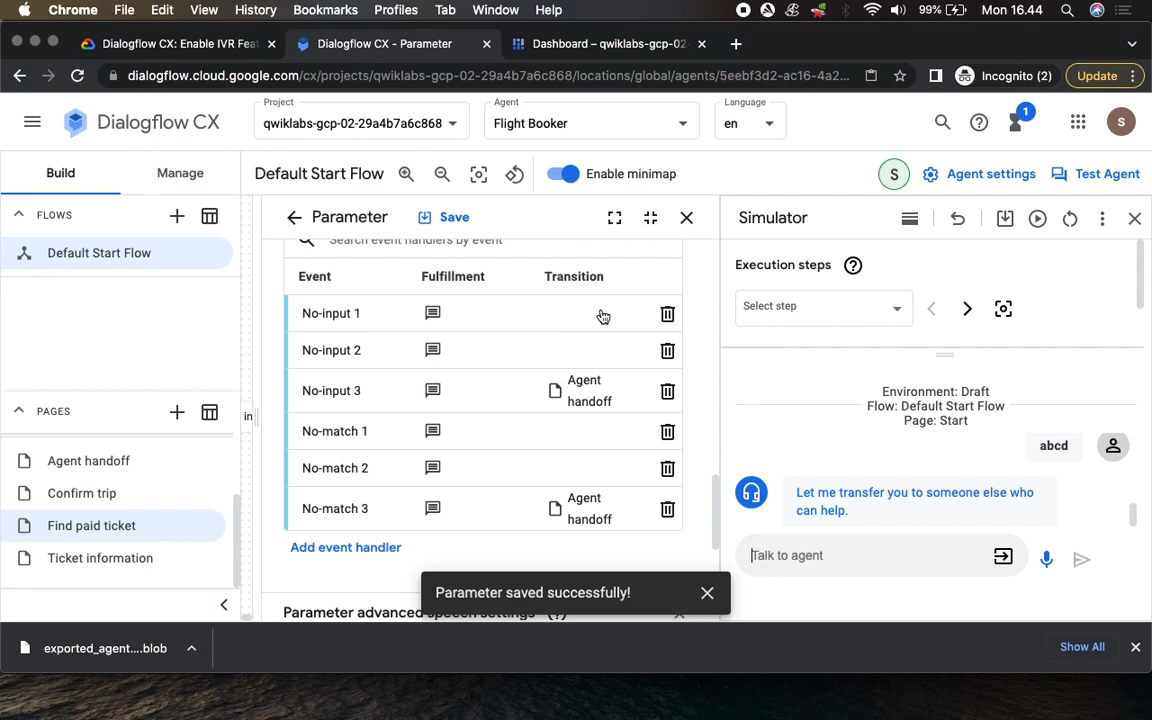 Chrome File Edit View History Bookmarks Profiles Tab Window Help 99% Mon 16.44
Dialogflow CX: Enable IVR Fea Dialogflow CX - Parameter Dashboard – qwiklabs-gcp-02
dialogflow.cloud.google.com/cx/projects/qwiklabs-gcp-02-29a4b7a6c868/locations/global/agents/5eebf3d2-ac16-4a2... Incognito (2) Update
Project Agent Language
Dialogflow CX qwiklabs-gcp-02-29a4b7a6c868 Flight Booker en 1 S
Build Manage Default Start Flow Enable minimap S Agent settings Test Agent
FLOWS
Default Start Flow
PAGES
Agent handoff
Confirm trip
Find paid ticket
Ticket information
in
Parameter Save
Search event handlers by event
Event Fulfillment Transition
No-input 1
No-input 2
No-input 3 Agent
handoff
No-match 1
No-match 2
No-match 3 Agent
handoff
Add event handler
Parameter saved successfully!
Parameter advanced speech settings
Simulator
Execution steps
Select step
Environment: Draft
Flow: Default Start Flow
Page: Start
abcd
Let me transfer you to someone else who
can help.
Talk to agent
exported_agent....blob Show All